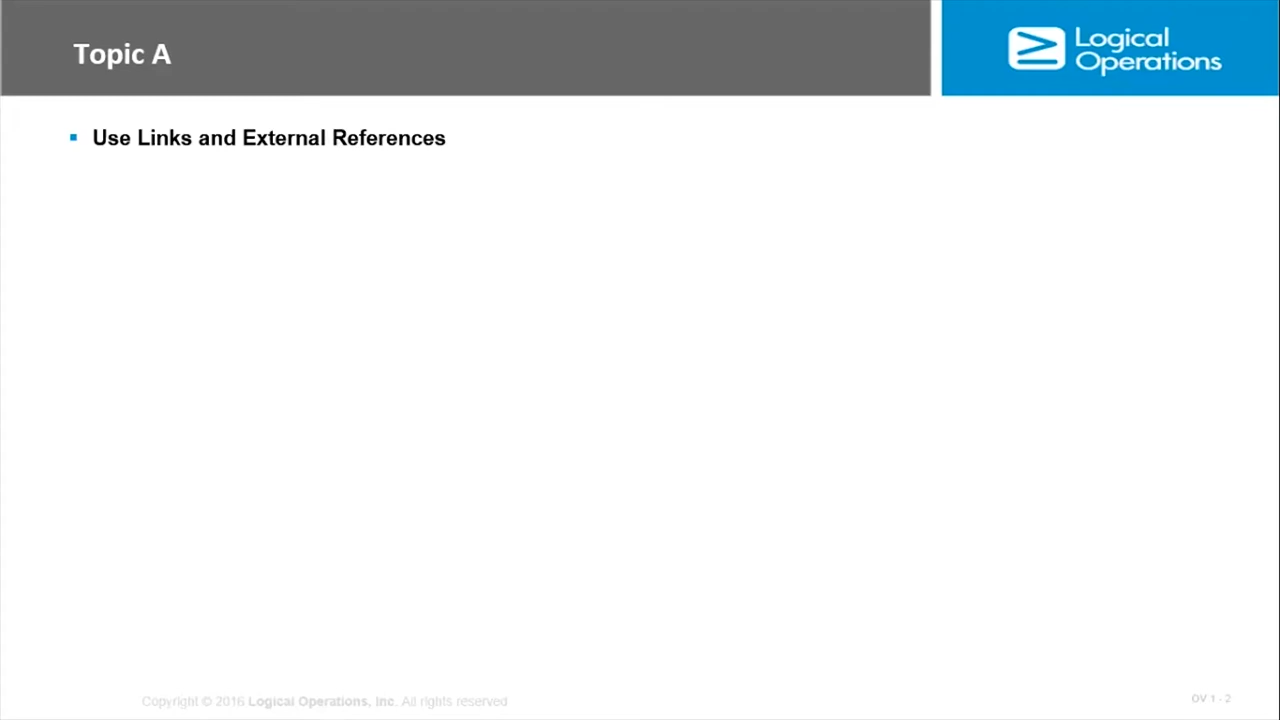 Topic A
Logical
Operations
Use Links and External References
Copyright © 2016 Logical Operations, Inc. All rights reserved
OV 1 - 2